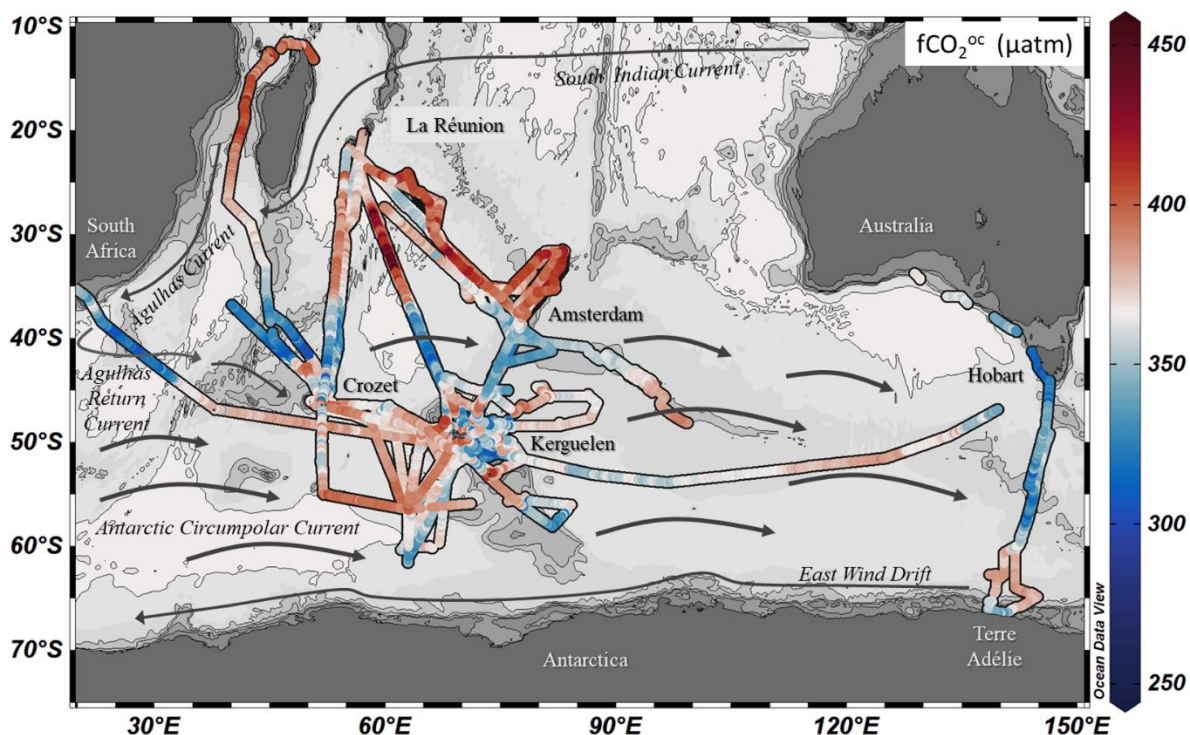 10°S
20°S
30°S
40°S
50°S
60°S
70°S
30°E
60°E
90°E
120°E
150°E
fCO₂ᵒᶜ (µatm)
450
400
350
300
250
South Indian Current
La Réunion
South
Africa
Australia
Agulhas Current
Amsterdam
Agulhas
Return
Current
Crozet
Hobart
Kerguelen
Antarctic Circumpolar Current
East Wind Drift
Terre
Adélie
Antarctica
Ocean Data View